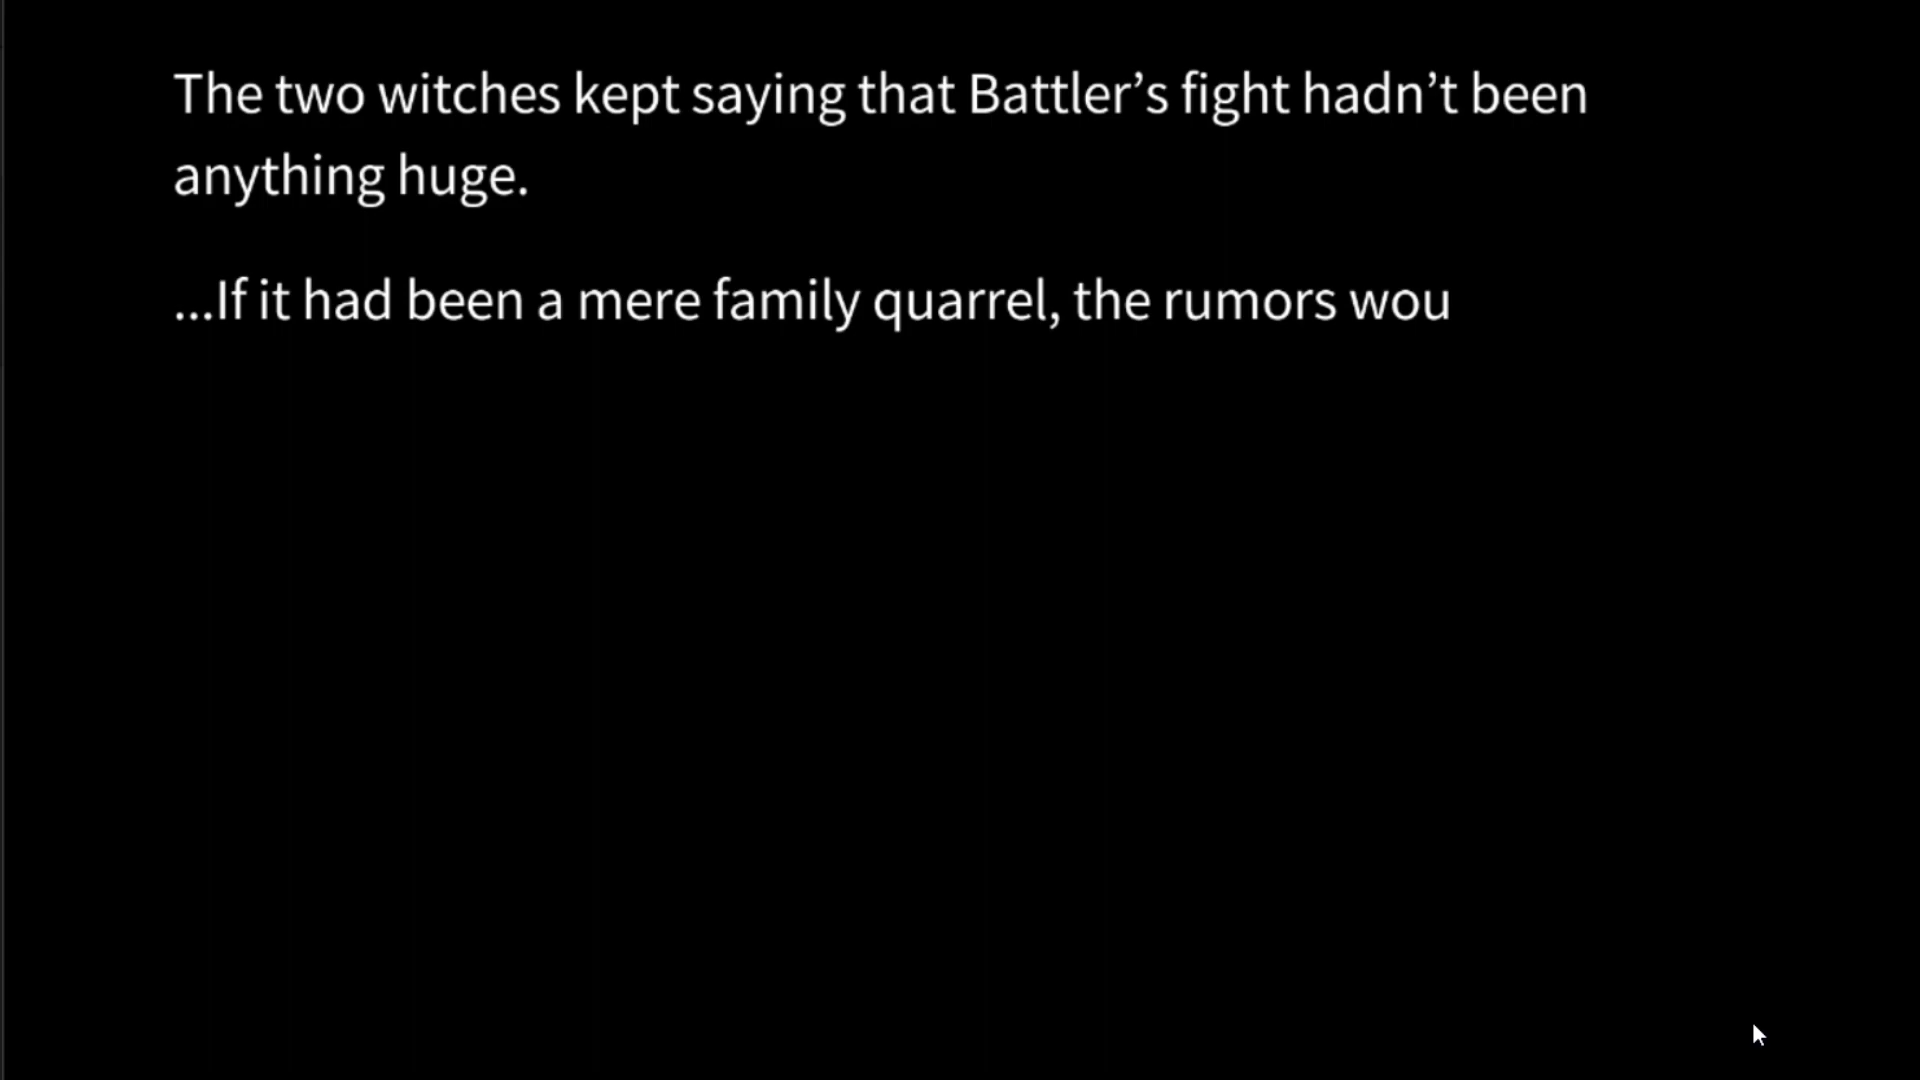 The two witches kept saying that Battler’s fight hadn’t been
anything huge.
...If it had been a mere family quarrel, the rumors wou